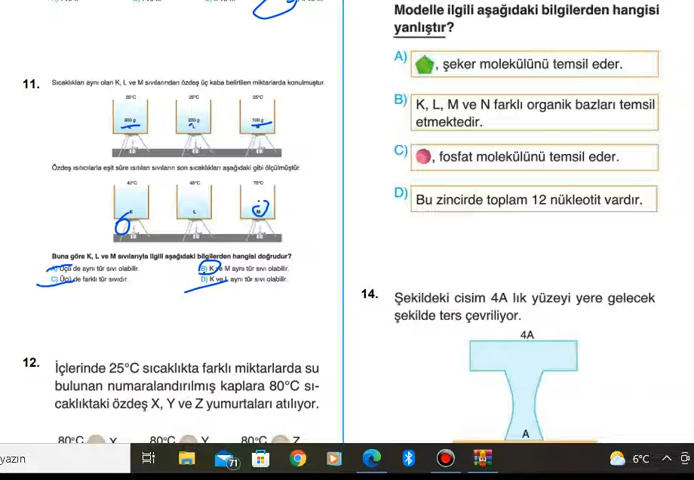 11. Sıcaklıkları aynı olan K, L ve M sıvılarından özdeş üç kaba belirtilen miktarlarda konulmuştur.
25°C 25°C 25°C
L
Özdeş ısıtıcılarla eşit süre ısıtılan sıvıların son sıcaklıkları aşağıdaki gibi ölçülmüştür.
K L M
Buna göre K, L ve M sıvılarıyla ilgili aşağıdaki bilgilerden hangisi doğrudur?
A) Üçü de aynı tür sıvı olabilir.
B) K ve M aynı tür sıvı olabilir.
C) Üçü de farklı tür sıvıdır.
D) K ve L aynı tür sıvı olabilir.
12. İçlerinde 25°C sıcaklıkta farklı miktarlarda su
bulunan numaralandırılmış kaplara 80°C sı-
caklıktaki özdeş X, Y ve Z yumurtaları atılıyor.
80°C 80°C 80°C
Modelle ilgili aşağıdaki bilgilerden hangisi
yanlıştır?
A) , şeker molekülünü temsil eder.
B) K, L, M ve N farklı organik bazları temsil
etmektedir.
C) , fosfat molekülünü temsil eder.
D) Bu zincirde toplam 12 nükleotit vardır.
14. Şekildeki cisim 4A lık yüzeyi yere gelecek
şekilde ters çevriliyor.
4A
A
yazın
71
6°C